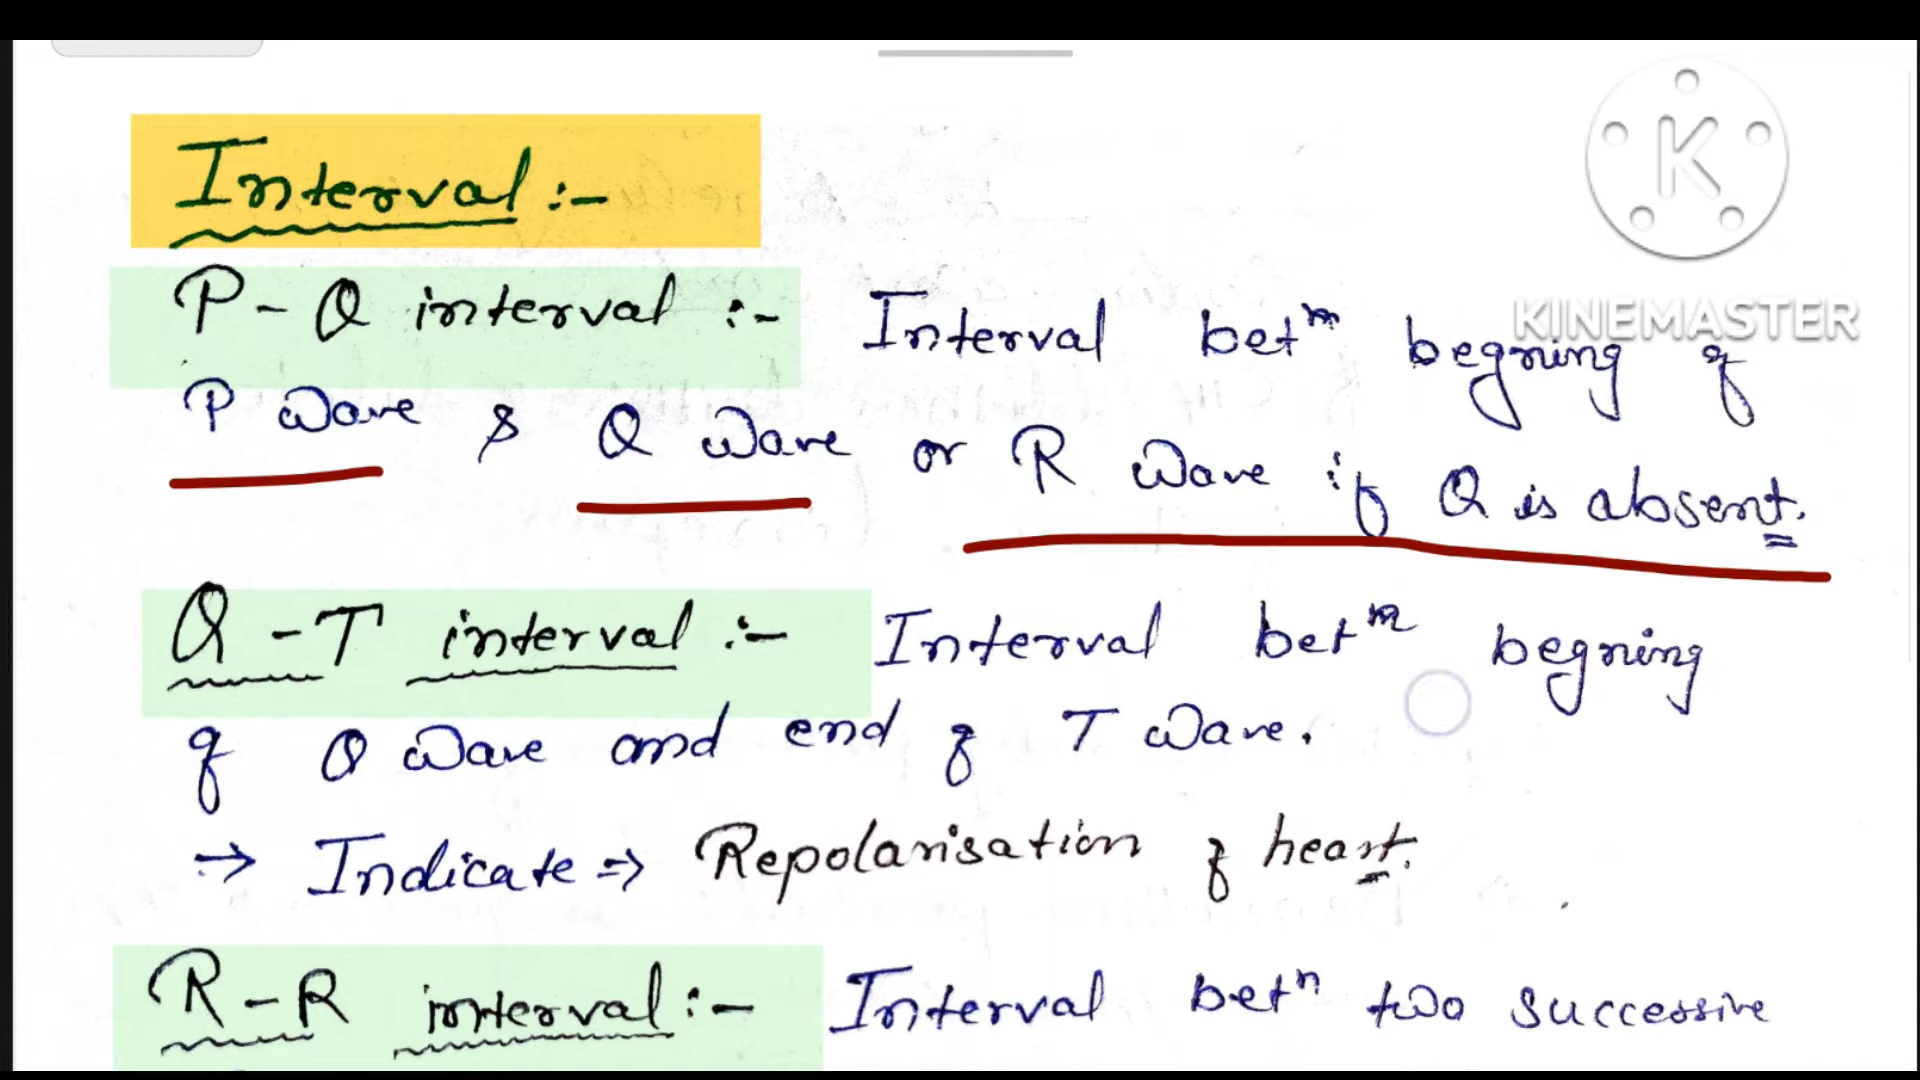 Interval :-
P - Q interval :- Interval betⁿ begning of
P wave & Q wave or R wave if Q is absent.
Q - T interval :- Interval betⁿ begning
of Q wave and end of T wave.
→ Indicate ⇒ Repolarisation of heart.
R - R interval :- Interval betⁿ two successive
K
KINEMASTER